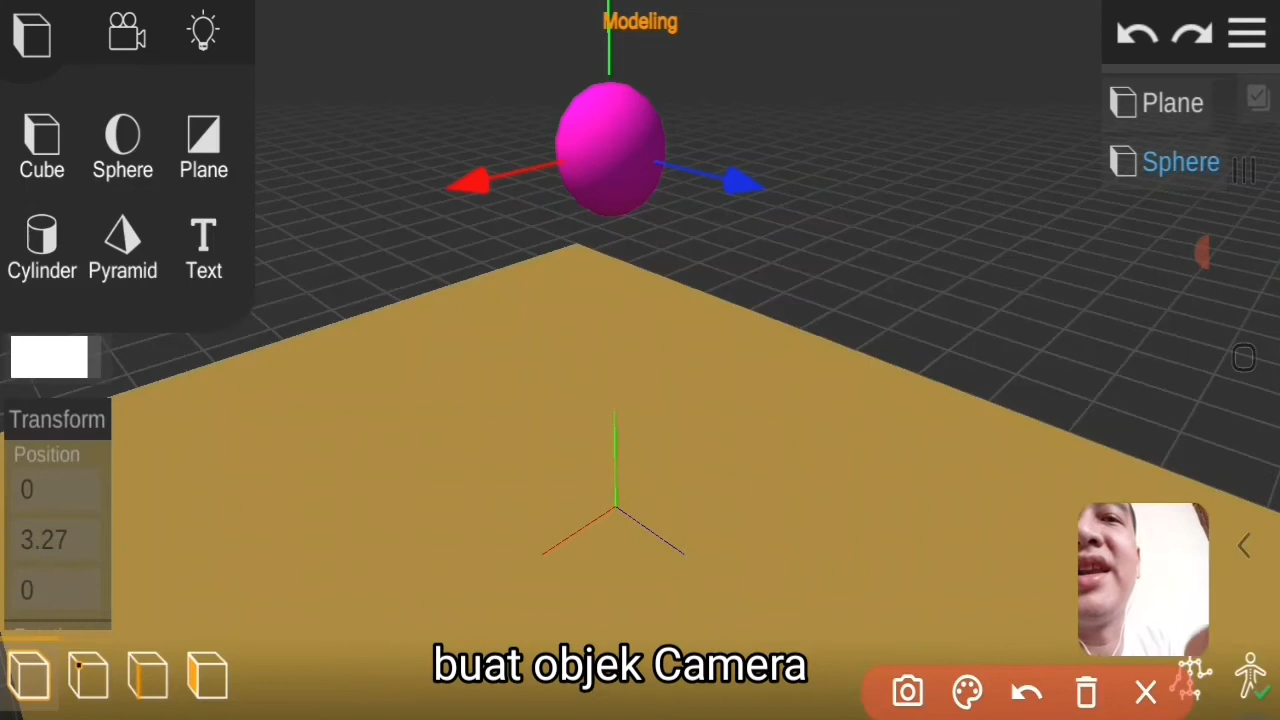 Modeling
Cube
Sphere
Plane
Cylinder
Pyramid
Text
Plane
Sphere
Transform
Position
0
3.27
0
buat objek Camera